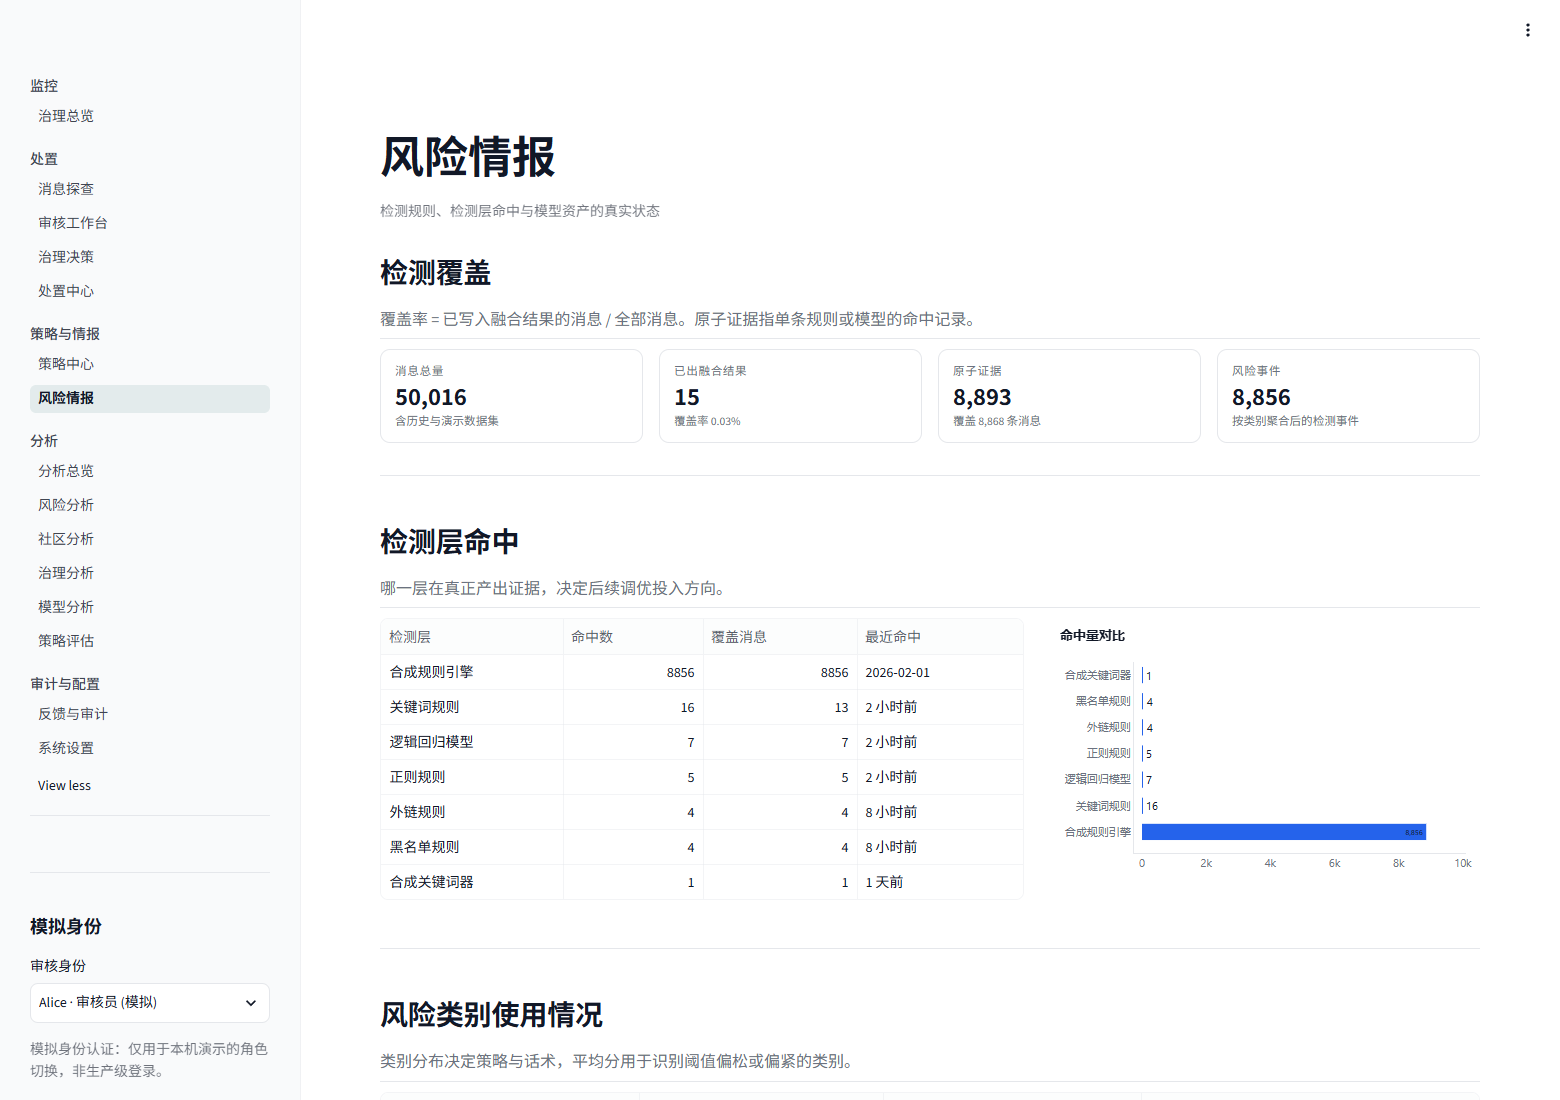 监控
治理总览
处置
消息探查
审核工作台
治理决策
处置中心
策略与情报
策略中心
风险情报
分析
分析总览
风险分析
社区分析
治理分析
模型分析
策略评估
审计与配置
反馈与审计
系统设置
View less
模拟身份
审核身份
Alice · 审核员 (模拟)
模拟身份认证：仅用于本机演示的角色
切换，非生产级登录。
风险情报
检测规则、检测层命中与模型资产的真实状态
检测覆盖
覆盖率 = 已写入融合结果的消息 / 全部消息。原子证据指单条规则或模型的命中记录。
消息总量
50,016
含历史与演示数据集
已出融合结果
15
覆盖率 0.03%
原子证据
8,893
覆盖 8,868 条消息
风险事件
8,856
按类别聚合后的检测事件
检测层命中
哪一层在真正产出证据，决定后续调优投入方向。
检测层 命中数 覆盖消息 最近命中
合成规则引擎 8856 8856 2026-02-01
关键词规则 16 13 2 小时前
逻辑回归模型 7 7 2 小时前
正则规则 5 5 2 小时前
外链规则 4 4 8 小时前
黑名单规则 4 4 8 小时前
合成关键词器 1 1 1 天前
命中量对比
合成关键词器 1
黑名单规则 4
外链规则 4
正则规则 5
逻辑回归模型 7
关键词规则 16
合成规则引擎 8,856
0 2k 4k 6k 8k 10k
风险类别使用情况
类别分布决定策略与话术，平均分用于识别阈值偏松或偏紧的类别。